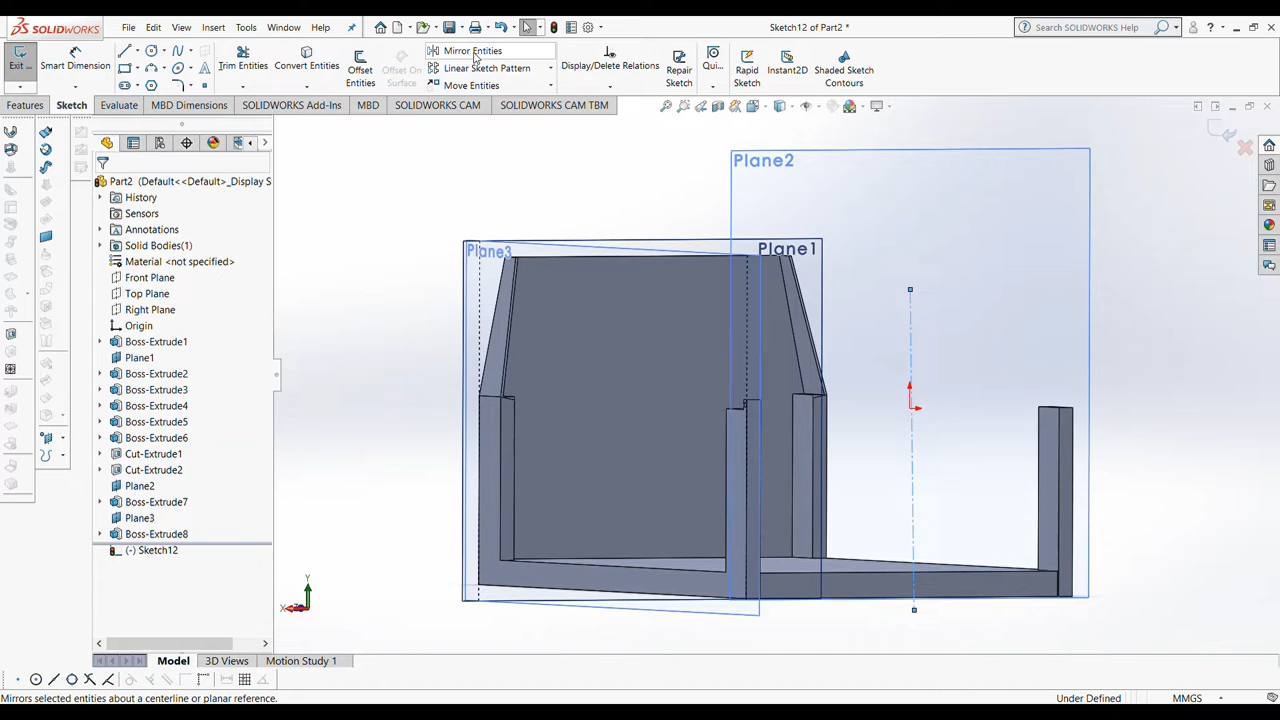 SOLIDWORKS
File
Edit
View
Insert
Tools
Window
Help
Sketch12 of Part2 *
Search SOLIDWORKS Help
?
Exit ...
Smart Dimension
Trim Entities
Convert Entities
Offset
Entities
Offset On
Surface
Mirror Entities
Linear Sketch Pattern
Move Entities
Display/Delete Relations
Repair
Sketch
Qui...
Rapid
Sketch
Instant2D
Shaded Sketch
Contours
Features
Sketch
Evaluate
MBD Dimensions
SOLIDWORKS Add-Ins
MBD
SOLIDWORKS CAM
SOLIDWORKS CAM TBM
Part2 (Default<<Default>_Display S
History
Sensors
Annotations
Solid Bodies(1)
Material <not specified>
Front Plane
Top Plane
Right Plane
Origin
Boss-Extrude1
Plane1
Boss-Extrude2
Boss-Extrude3
Boss-Extrude4
Boss-Extrude5
Boss-Extrude6
Cut-Extrude1
Cut-Extrude2
Plane2
Boss-Extrude7
Plane3
Boss-Extrude8
(-) Sketch12
Plane2
Plane3
Plane1
Y
X
Model
3D Views
Motion Study 1
Mirrors selected entities about a centerline or planar reference.
Under Defined
MMGS